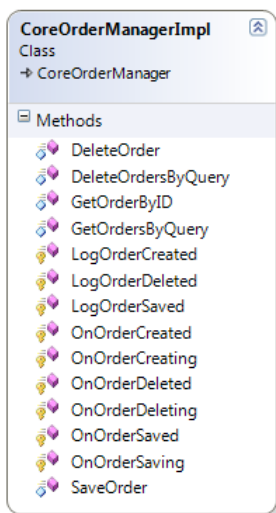 CoreOrderManagerImpl
Class
CoreOrderManager
Methods
DeleteOrder
DeleteOrdersByQuery
GetOrderByID
GetOrdersByQuery
LogOrderCreated
LogOrderDeleted
LogOrderSaved
OnOrderCreated
OnOrderCreating
OnOrderDeleted
OnOrderDeleting
OnOrderSaved
OnOrderSaving
SaveOrder